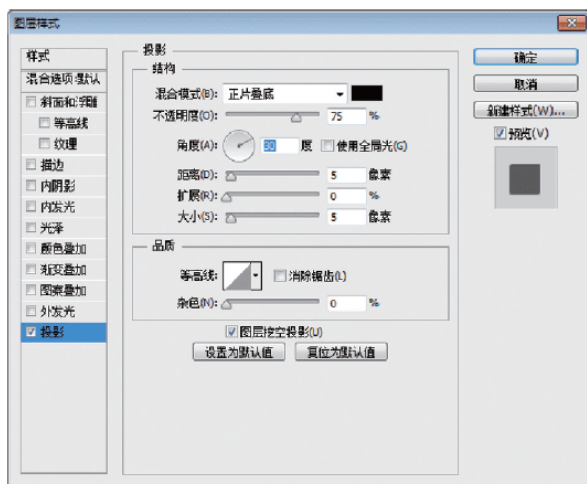 图层样式
样式
混合选项:默认
斜面和浮雕
等高线
纹理
描边
内阴影
内发光
光泽
颜色叠加
渐变叠加
图案叠加
外发光
投影
投影
结构
混合模式(B): 正片叠底
不透明度(O): 75 %
角度(A): 30 度 使用全局光(G)
距离(D): 5 像素
扩展(R): 0 %
大小(S): 5 像素
品质
等高线: 消除锯齿(L)
杂色(N): 0 %
图层挖空投影(U)
设置为默认值 复位为默认值
确定
取消
新建样式(W)...
预览(V)